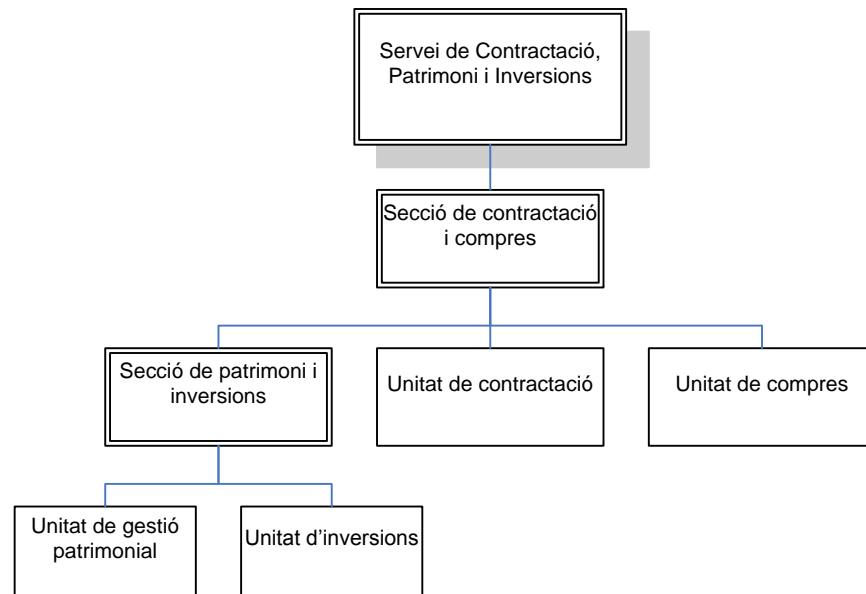 Servei de Contractació,
Patrimoni i Inversions
Secció de contractació
i compres
Secció de patrimoni i
inversions
Unitat de contractació
Unitat de compres
Unitat de gestió
patrimonial
Unitat d’inversions